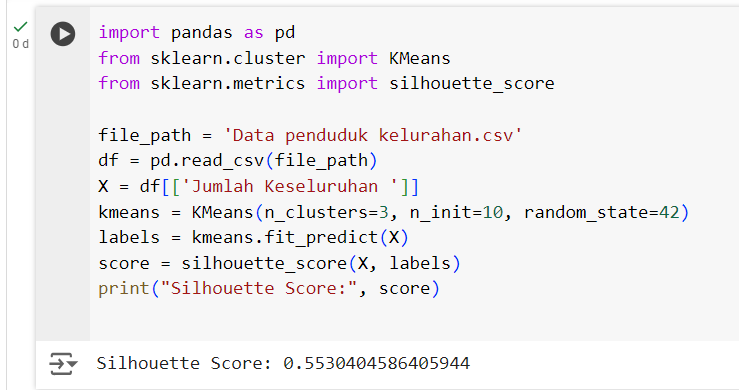 0 d
import pandas as pd
from sklearn.cluster import KMeans
from sklearn.metrics import silhouette_score
file_path = 'Data penduduk kelurahan.csv'
df = pd.read_csv(file_path)
X = df[['Jumlah Keseluruhan ']]
kmeans = KMeans(n_clusters=3, n_init=10, random_state=42)
labels = kmeans.fit_predict(X)
score = silhouette_score(X, labels)
print("Silhouette Score:", score)
Silhouette Score: 0.5530404586405944